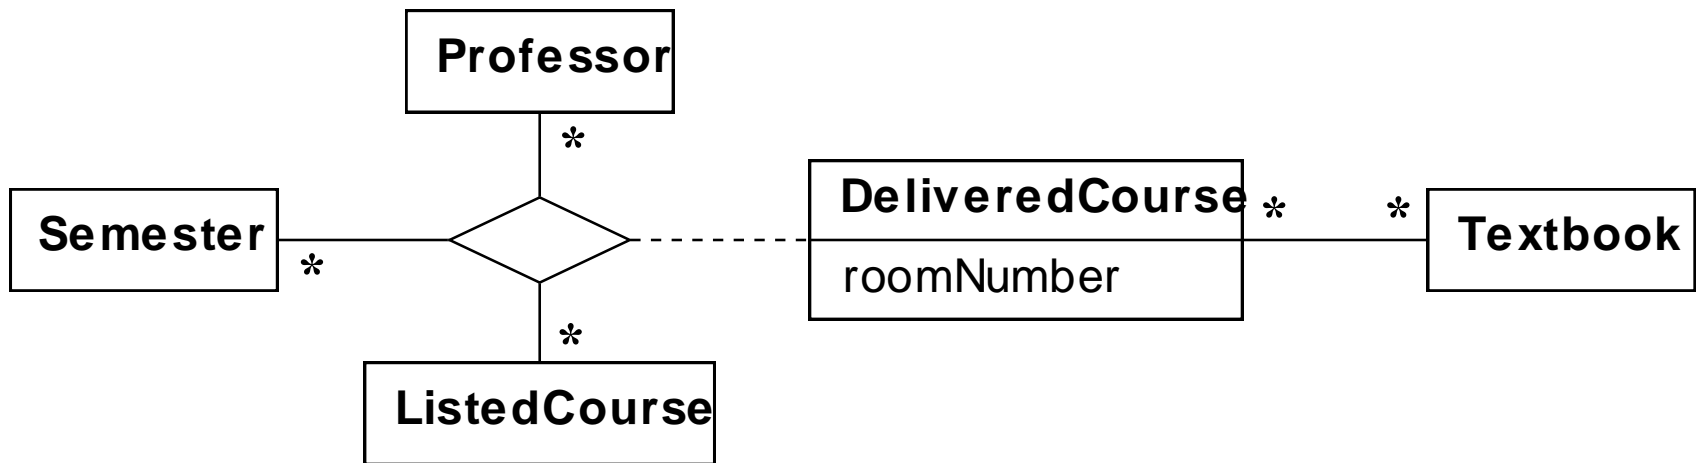 Professor
*
DeliveredCourse
* *
Semester
Textbook
*
roomNumber
*
ListedCourse